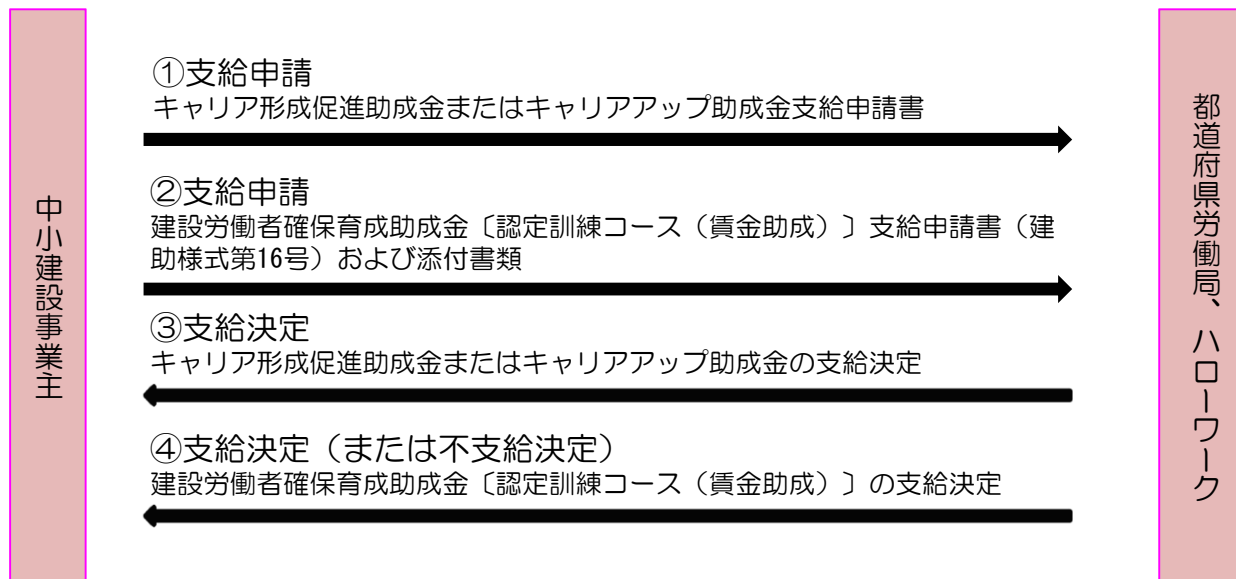 中小建設事業主
①支給申請
キャリア形成促進助成金またはキャリアアップ助成金支給申請書
②支給申請
建設労働者確保育成助成金〔認定訓練コース（賃金助成）〕支給申請書（建
助様式第16号）および添付書類
③支給決定
キャリア形成促進助成金またはキャリアアップ助成金の支給決定
④支給決定（または不支給決定）
建設労働者確保育成助成金〔認定訓練コース（賃金助成）〕の支給決定
都道府県労働局、ハローワーク